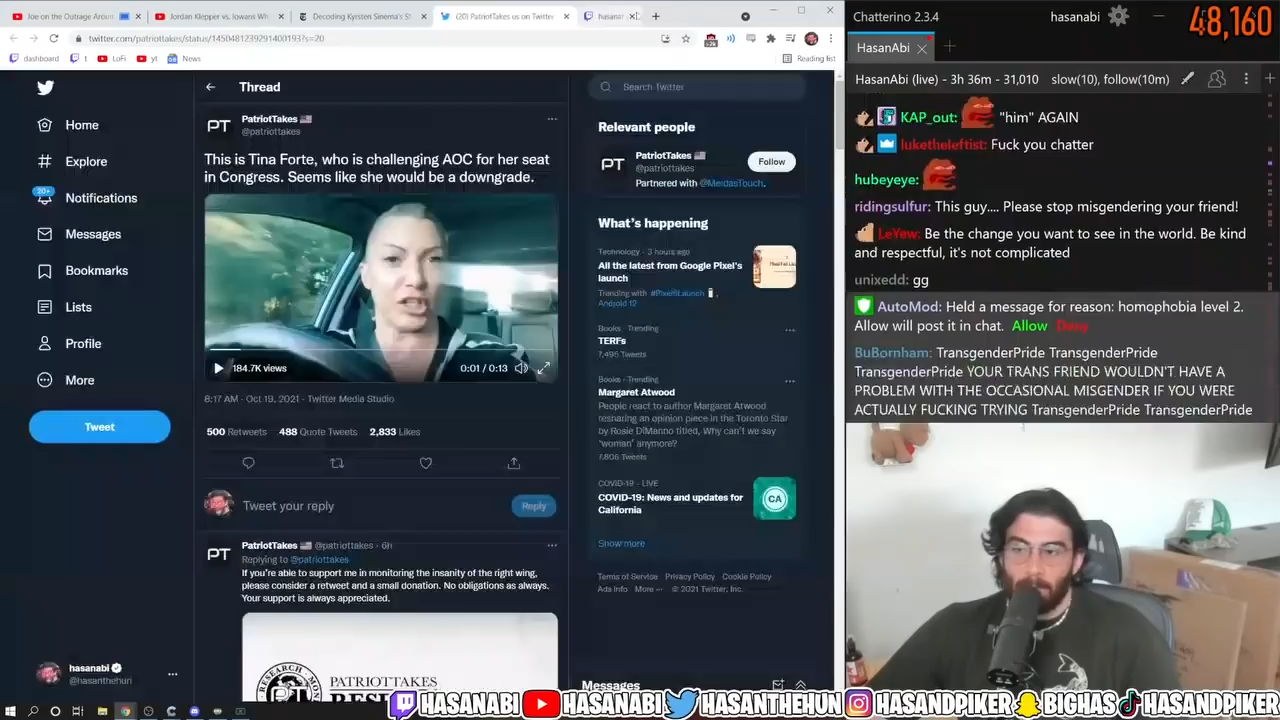 Joe on the Outrage Arou
Jordan Klepper vs. Iowans Wh
Decoding Kyrsten Sinema's St
(20) PatriotTakes us on Twitter
hasanab
twitter.com/patriottakes/status/1450481239291400193?s=20
dashboard
t
LoFi
yt
News
Reading list
Home
Explore
20+
Notifications
Messages
Bookmarks
Lists
Profile
More
Tweet
hasanabi
@hasanthehun
Thread
PT
PatriotTakes
@patriottakes
This is Tina Forte, who is challenging AOC for her seat
in Congress. Seems like she would be a downgrade.
184.7K views
0:01 / 0:13
8:17 AM · Oct 19, 2021 · Twitter Media Studio
500 Retweets 488 Quote Tweets 2,833 Likes
Tweet your reply
Reply
PT
PatriotTakes @patriottakes · 6h
Replying to @patriottakes
If you're able to support me in monitoring the insanity of the right wing,
please consider a retweet and a small donation. No obligations as always.
Your support is always appreciated.
PATRIOTTAKES
Search Twitter
Relevant people
PT
PatriotTakes
@patriottakes
Follow
Partnered with @MeidasTouch.
What's happening
Technology · 3 hours ago
All the latest from Google Pixel's
launch
Trending with #PixelFallLaunch ,
Android 12
Books · Trending
TERFs
7,495 Tweets
Books · Trending
Margaret Atwood
People react to author Margaret Atwood
resharing an opinion piece in the Toronto Star
by Rosie DiManno titled, Why can't we say
'woman' anymore?'
7,806 Tweets
COVID-19 · LIVE
COVID-19: News and updates for
California
CA
Show more
Terms of Service Privacy Policy Cookie Policy
Ads info More ··· © 2021 Twitter, Inc.
Messages
Chatterino 2.3.4
hasanabi
48,160
HasanAbi
HasanAbi (live) - 3h 36m - 31,010 slow(10), follow(10m)
KAP_out: "him" AGAIN
luketheleftist: Fuck you chatter
hubeyeye:
ridingsulfur: This guy.... Please stop misgendering your friend!
LeYew: Be the change you want to see in the world. Be kind
and respectful, it's not complicated
unixedd: gg
AutoMod: Held a message for reason: homophobia level 2.
Allow will post it in chat. Allow Deny
BuBornham: TransgenderPride TransgenderPride
TransgenderPride YOUR TRANS FRIEND WOULDN'T HAVE A
PROBLEM WITH THE OCCASIONAL MISGENDER IF YOU WERE
ACTUALLY FUCKING TRYING TransgenderPride TransgenderPride
HASANABI HASANABI HASANTHEHUN HASANDPIKER BIGHAS HASANDPIKER